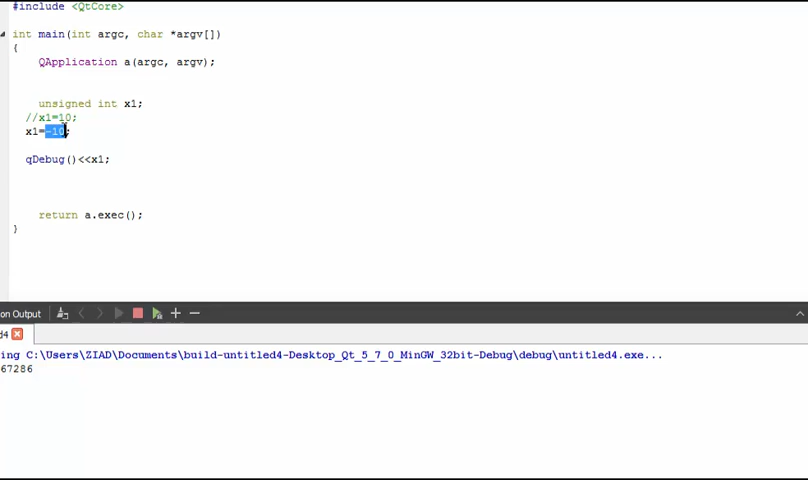 #include <QtCore>
int main(int argc, char *argv[])
{
QApplication a(argc, argv);
unsigned int x1;
//x1=10;
x1=-10;
qDebug()<<x1;
return a.exec();
}
on Output
d4
ing C:\Users\ZIAD\Documents\build-untitled4-Desktop_Qt_5_7_0_MinGW_32bit-Debug\debug\untitled4.exe...
67286